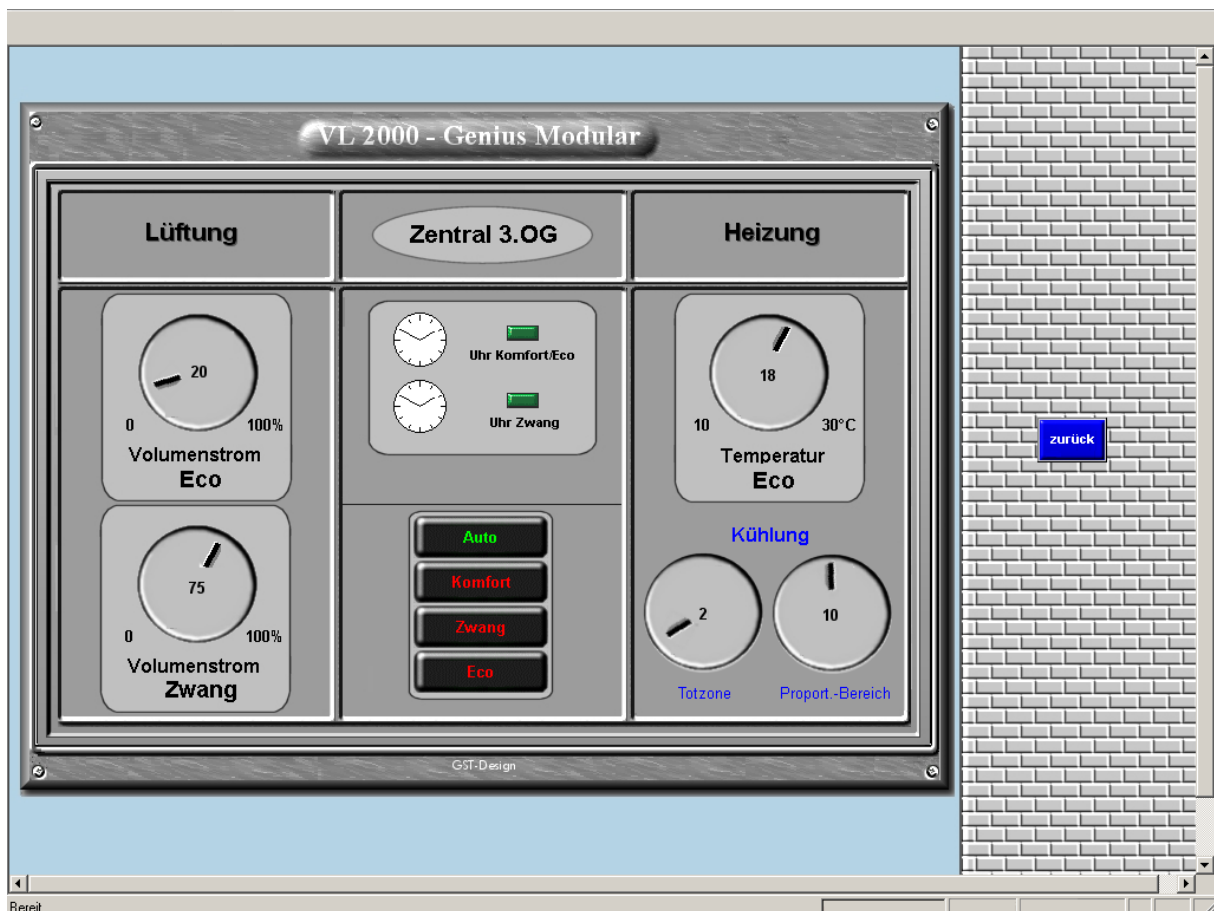 VL 2000 - Genius Modular
Lüftung
Zentral 3.OG
Heizung
20
0
100%
Volumenstrom
Eco
75
0
100%
Volumenstrom
Zwang
Uhr Komfort/Eco
Uhr Zwang
Auto
Komfort
Zwang
Eco
18
10
30°C
Temperatur
Eco
Kühlung
2
10
Totzone
Proport.-Bereich
zurück
GST-Design
Bereit